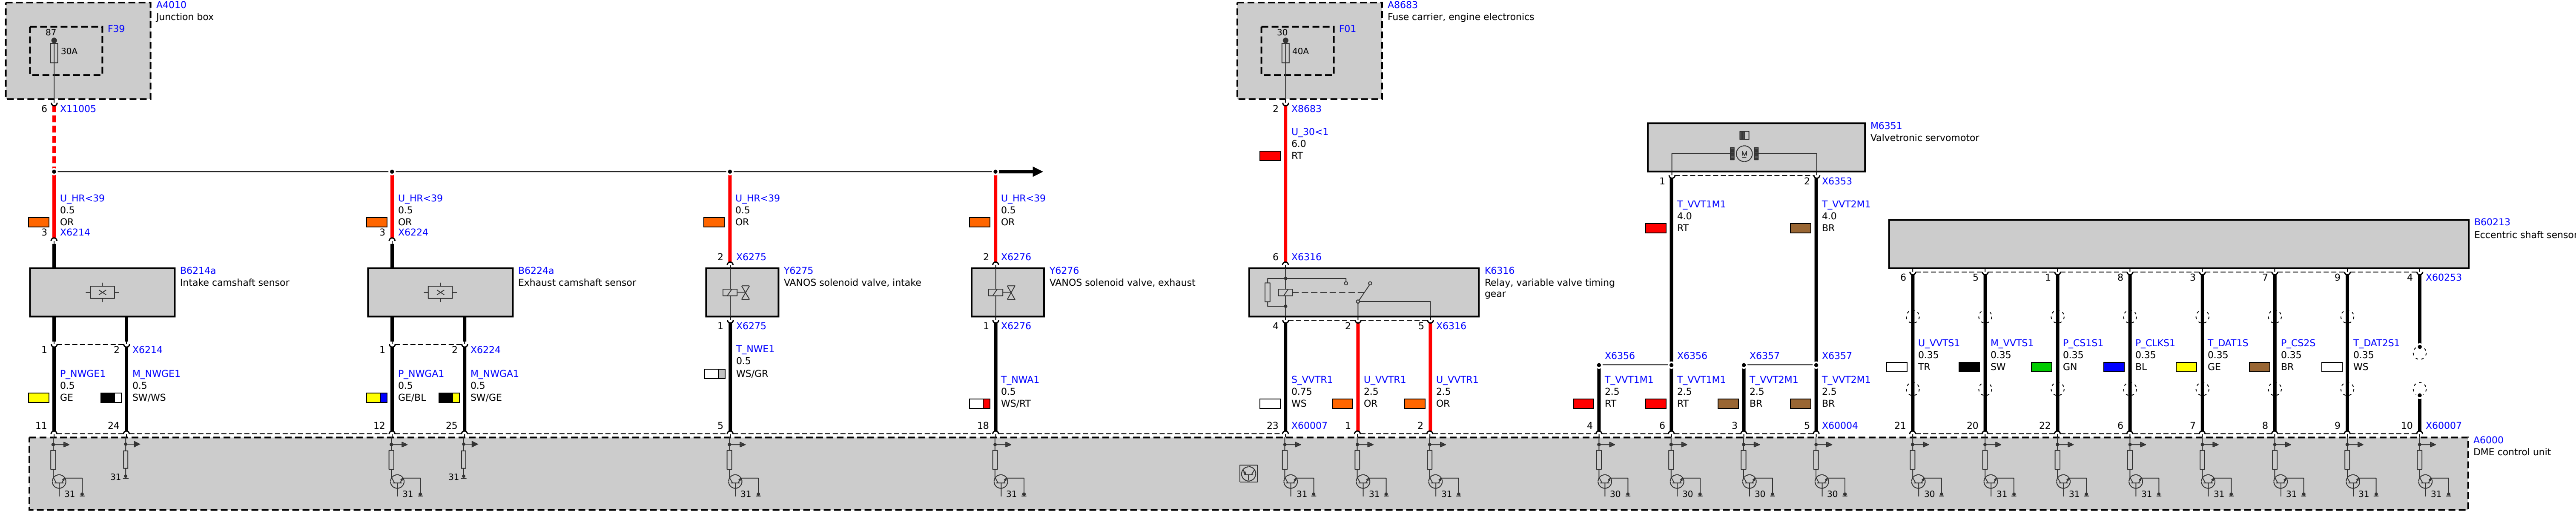 A4010
Junction box
87
F39
30A
6 X11005
A8683
Fuse carrier, engine electronics
30
F01
40A
2 X8683
U_30<1
6.0
RT
M6351
Valvetronic servomotor
M
1
2 X6353
T_VVT1M1
4.0
RT
T_VVT2M1
4.0
BR
U_HR<39
0.5
OR
3 X6214
U_HR<39
0.5
OR
3 X6224
U_HR<39
0.5
OR
2 X6275
U_HR<39
0.5
OR
2 X6276
6 X6316
B60213
Eccentric shaft sensor
B6214a
Intake camshaft sensor
B6224a
Exhaust camshaft sensor
Y6275
VANOS solenoid valve, intake
Y6276
VANOS solenoid valve, exhaust
K6316
Relay, variable valve timing
gear
6 5 1 8 3 7 9 4 X60253
1 2 X6214
1 2 X6224
1 X6275
1 X6276
4 2 5 X6316
X6356 X6356 X6357 X6357
P_NWGE1
0.5
GE
M_NWGE1
0.5
SW/WS
P_NWGA1
0.5
GE/BL
M_NWGA1
0.5
SW/GE
T_NWE1
0.5
WS/GR
T_NWA1
0.5
WS/RT
S_VVTR1
0.75
WS
U_VVTR1
2.5
OR
U_VVTR1
2.5
OR
T_VVT1M1
2.5
RT
T_VVT1M1
2.5
RT
T_VVT2M1
2.5
BR
T_VVT2M1
2.5
BR
U_VVTS1
0.35
TR
M_VVTS1
0.35
SW
P_CS1S1
0.35
GN
P_CLKS1
0.35
BL
T_DAT1S
0.35
GE
P_CS2S
0.35
BR
T_DAT2S1
0.35
WS
11 24 12 25 5 18 23 X60007 1 2 4 6 3 5 X60004 21 20 22 6 7 8 9 10 X60007
A6000
DME control unit
31 31 31 31 31 31 31 31 31 30 30 30 30 31 31 31 31 31 31 31 31